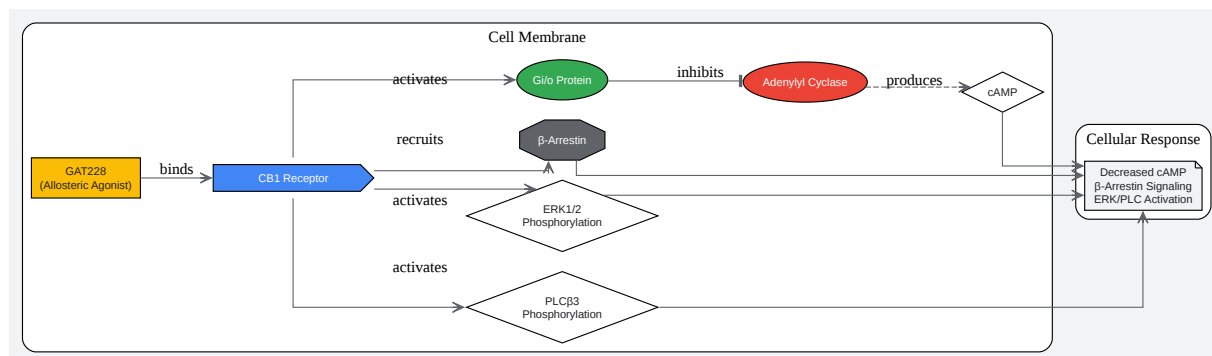 Cell Membrane
activates
Gi/o Protein
inhibits
Adenylyl Cyclase
produces
cAMP
recruits
β-Arrestin
Cellular Response
GAT228
(Allosteric Agonist)
binds
CB1 Receptor
Decreased cAMP
β-Arrestin Signaling
ERK/PLC Activation
activates
ERK1/2
Phosphorylation
activates
PLCβ3
Phosphorylation